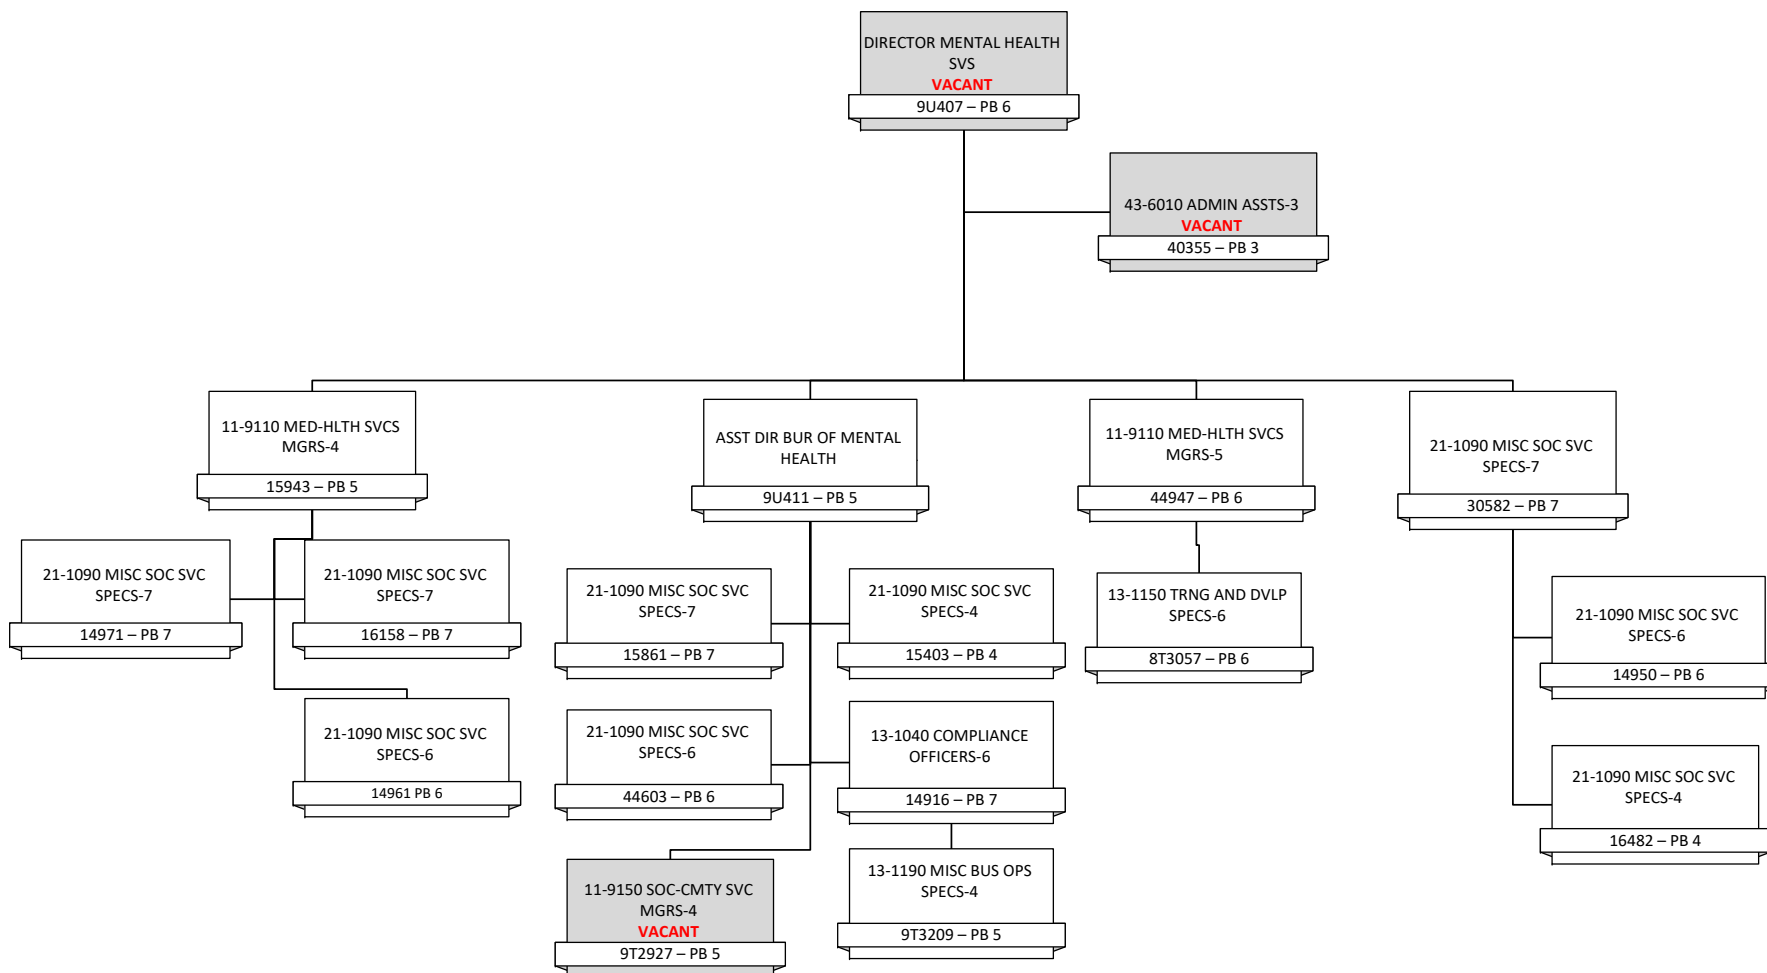 DIRECTOR MENTAL HEALTH
SVS
VACANT
9U407 – PB 6
43-6010 ADMIN ASSTS-3
VACANT
40355 – PB 3
11-9110 MED-HLTH SVCS
MGRS-4
15943 – PB 5
ASST DIR BUR OF MENTAL
HEALTH
9U411 – PB 5
11-9110 MED-HLTH SVCS
MGRS-5
44947 – PB 6
21-1090 MISC SOC SVC
SPECS-7
30582 – PB 7
21-1090 MISC SOC SVC
SPECS-7
14971 – PB 7
21-1090 MISC SOC SVC
SPECS-7
16158 – PB 7
21-1090 MISC SOC SVC
SPECS-6
14961 PB 6
21-1090 MISC SOC SVC
SPECS-7
15861 – PB 7
21-1090 MISC SOC SVC
SPECS-4
15403 – PB 4
21-1090 MISC SOC SVC
SPECS-6
44603 – PB 6
13-1040 COMPLIANCE
OFFICERS-6
14916 – PB 7
11-9150 SOC-CMTY SVC
MGRS-4
VACANT
9T2927 – PB 5
13-1190 MISC BUS OPS
SPECS-4
9T3209 – PB 5
13-1150 TRNG AND DVLP
SPECS-6
8T3057 – PB 6
21-1090 MISC SOC SVC
SPECS-6
14950 – PB 6
21-1090 MISC SOC SVC
SPECS-4
16482 – PB 4